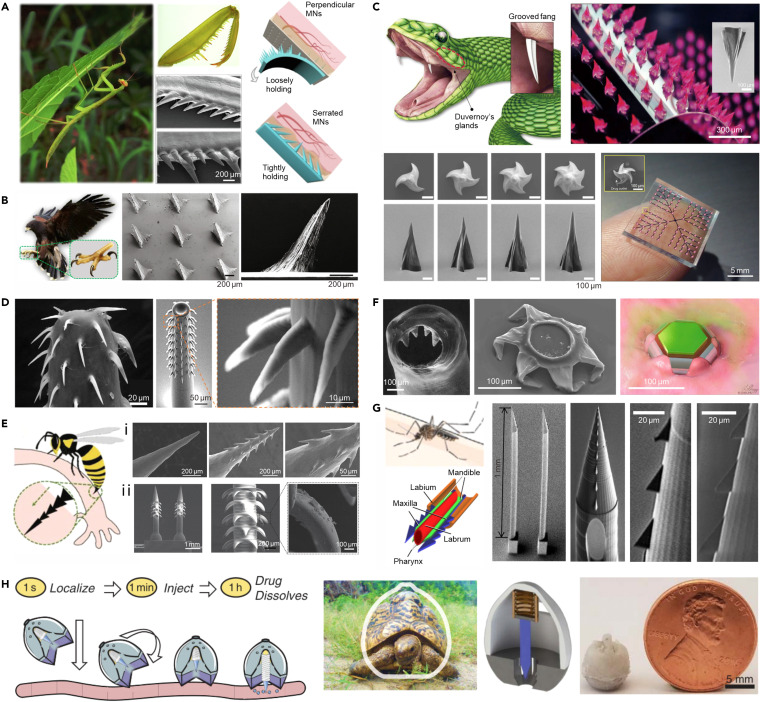 A
200 μm
Perpendicular
MNs
Loosely
holding
Serrated
MNs
Tightly
holding
B
200 μm
200 μm
C
Grooved fang
Duvernoy's
glands
300 μm
100 μm
5 mm
D
20 μm
50 μm
10 μm
E
i
200 μm
200 μm
50 μm
ii
1 mm
200 μm
100 μm
F
100 μm
100 μm
100 μm
G
Mandible
Labium
Maxilla
Labrum
Pharynx
1 mm
20 μm
20 μm
H
1 s Localize
1 min Inject
1 h Drug
Dissolves
5 mm